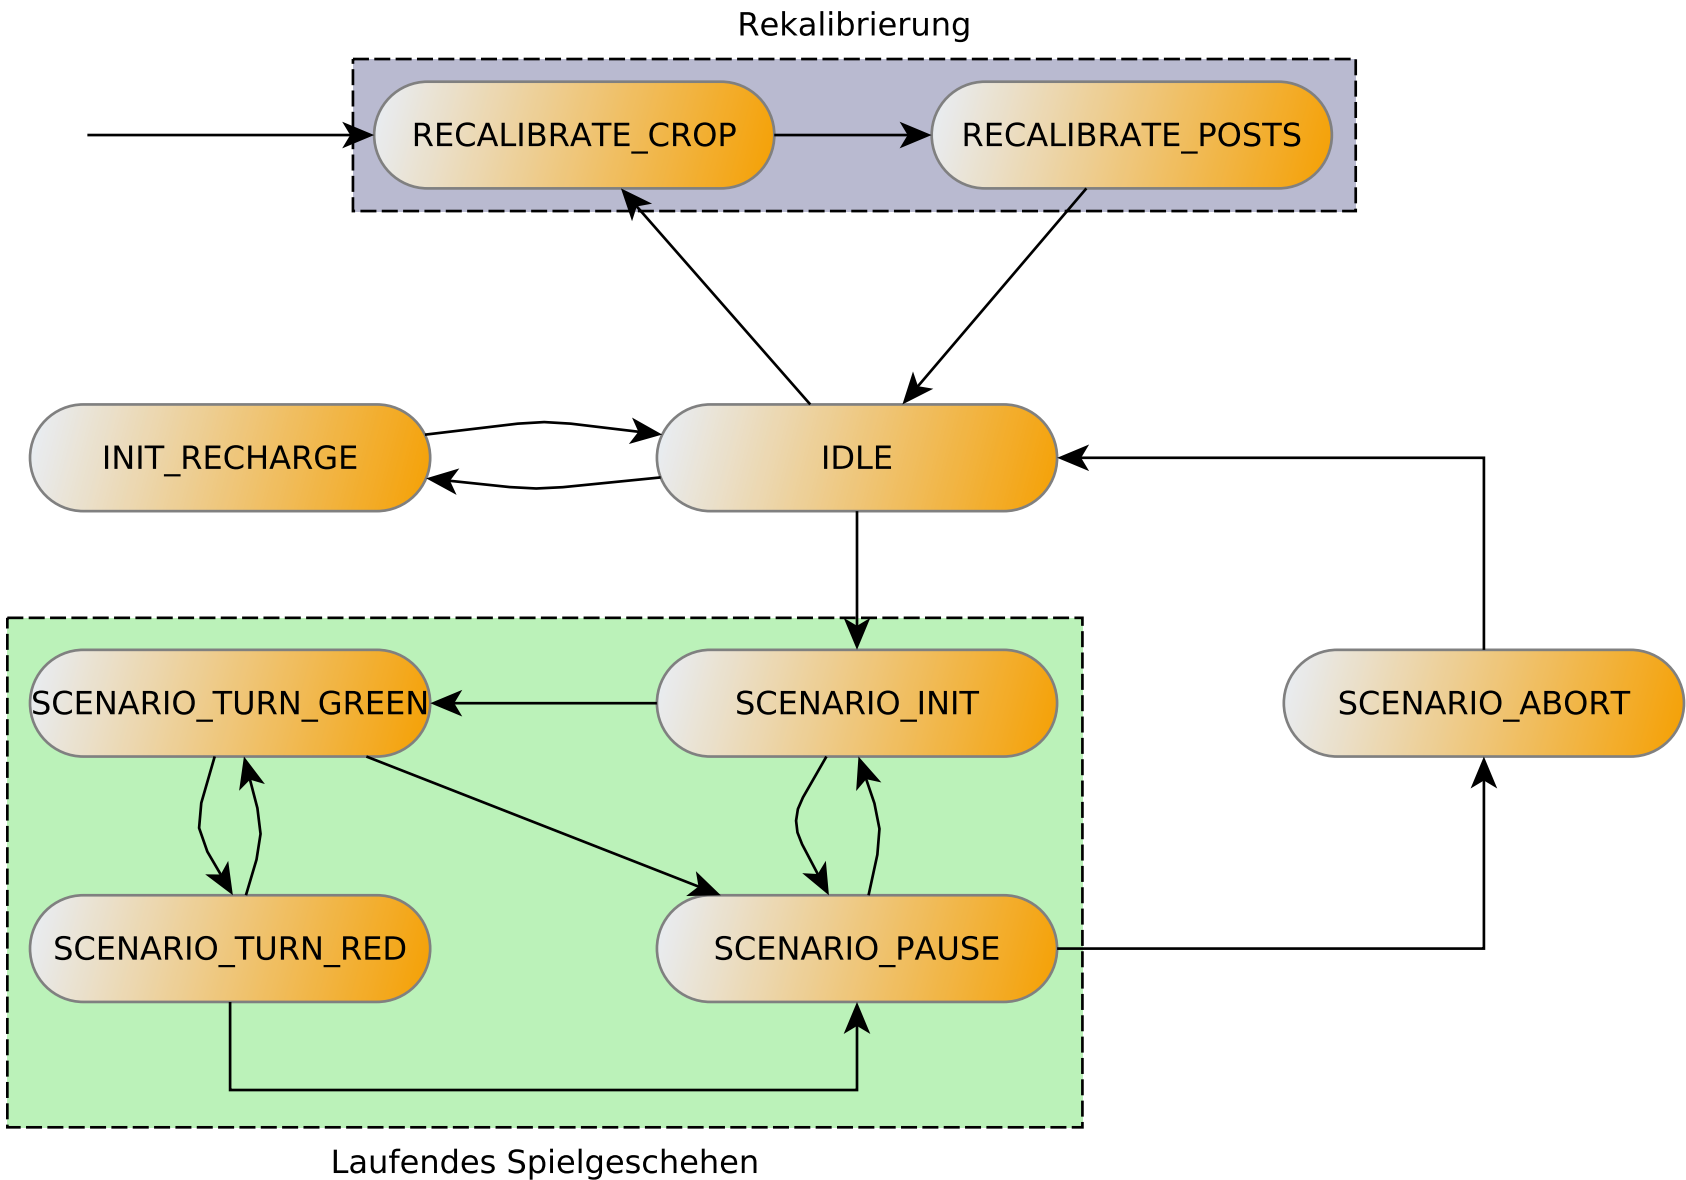 Rekalibrierung
RECALIBRATE_CROP
RECALIBRATE_POSTS
INIT_RECHARGE
IDLE
SCENARIO_TURN_GREEN
SCENARIO_INIT
SCENARIO_ABORT
SCENARIO_TURN_RED
SCENARIO_PAUSE
Laufendes Spielgeschehen